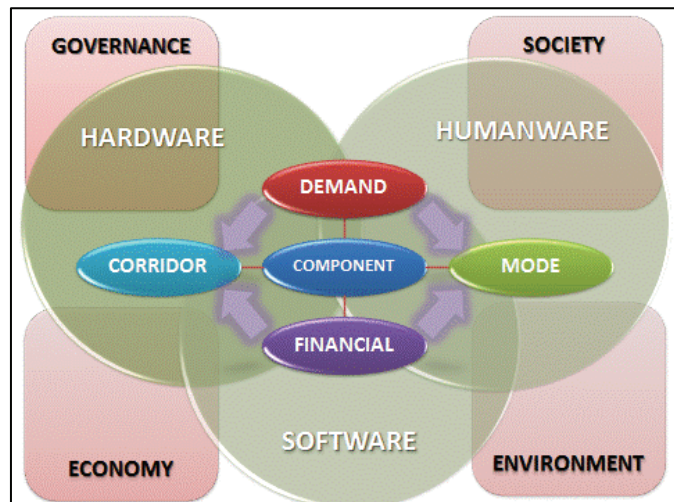 GOVERNANCE
SOCIETY
HARDWARE
HUMANWARE
DEMAND
CORRIDOR
COMPONENT
MODE
FINANCIAL
SOFTWARE
ECONOMY
ENVIRONMENT